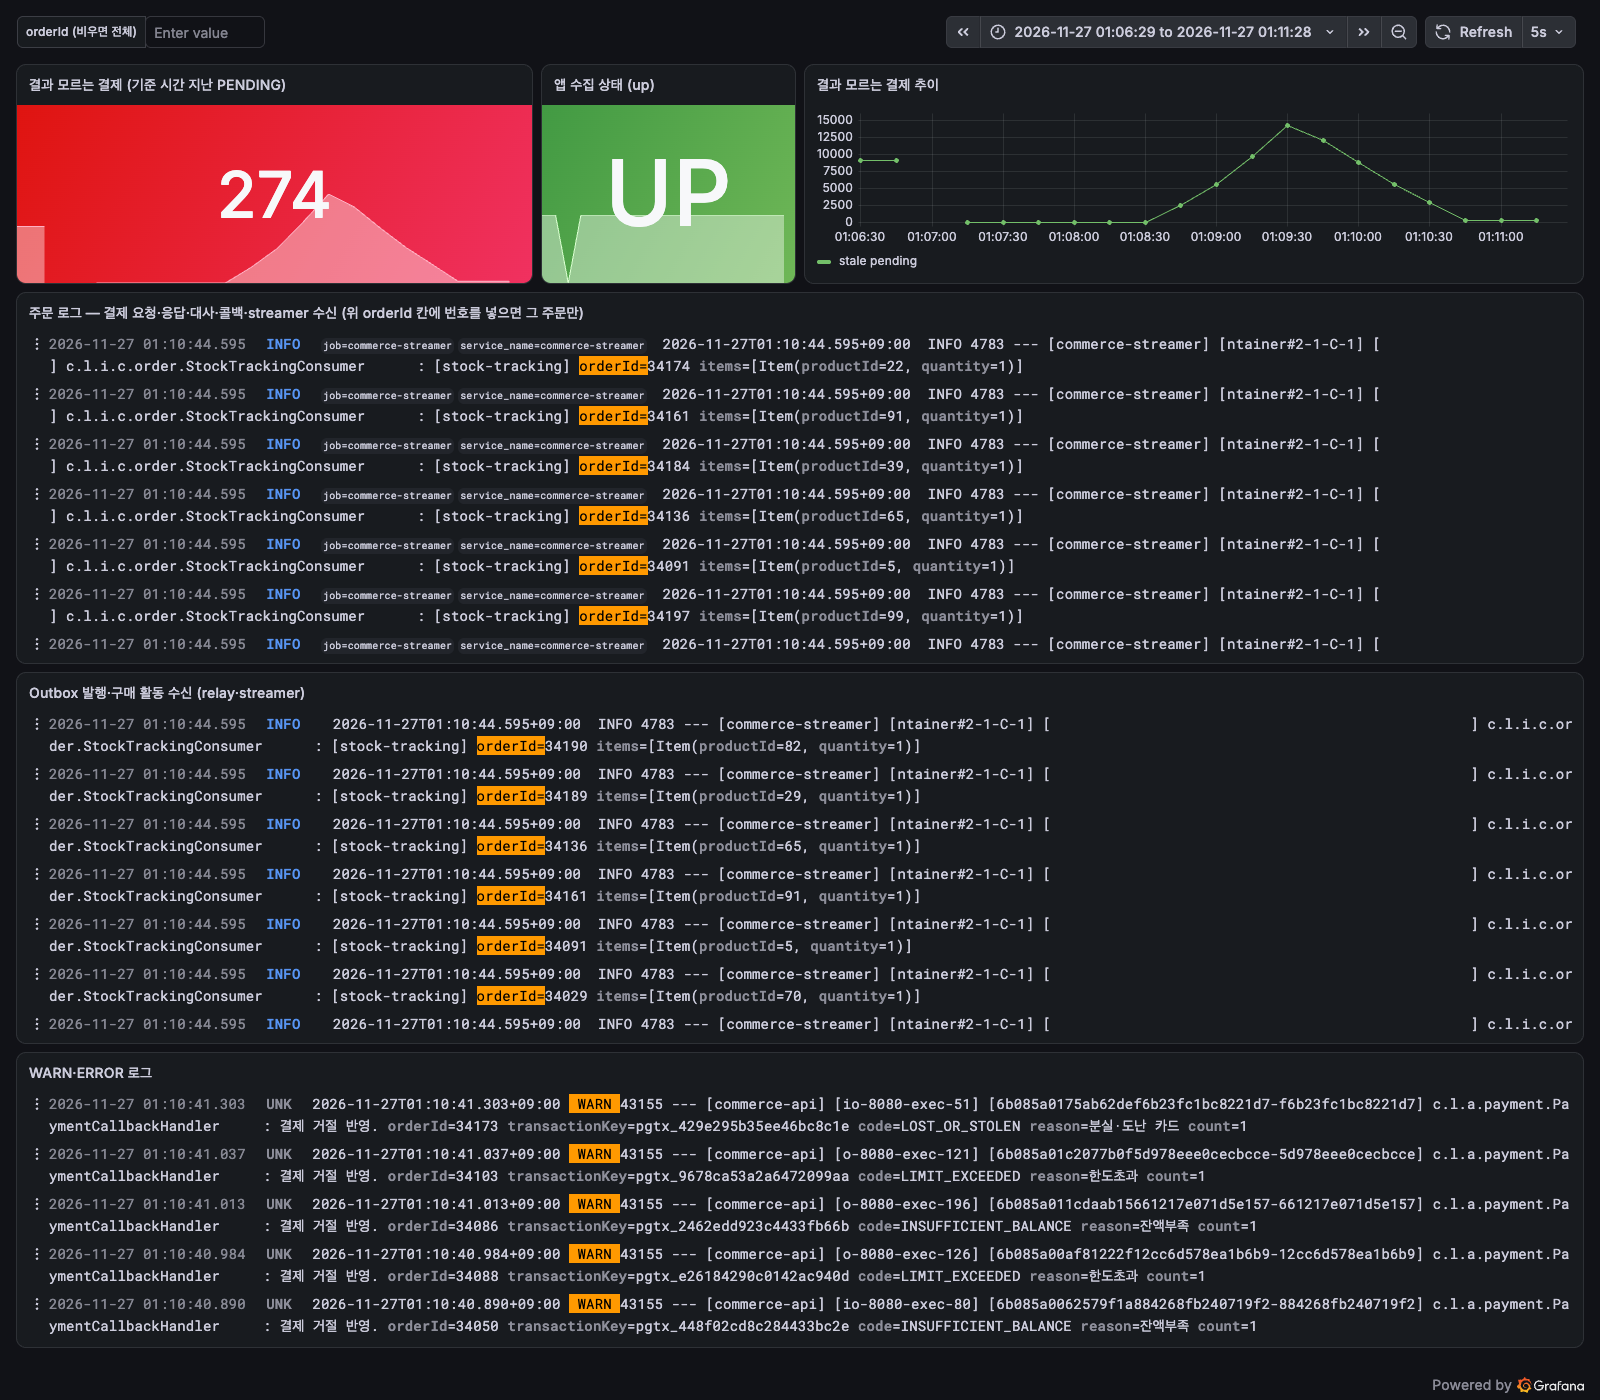 orderId (비우면 전체)
Enter value
2026-11-27 01:06:29 to 2026-11-27 01:11:28
Refresh
5s
결과 모르는 결제 (기준 시간 지난 PENDING)
274
앱 수집 상태 (up)
UP
결과 모르는 결제 추이
15000
12500
10000
7500
5000
2500
0
01:06:30 01:07:00 01:07:30 01:08:00 01:08:30 01:09:00 01:09:30 01:10:00 01:10:30 01:11:00
stale pending
주문 로그 — 결제 요청·응답·대사·콜백·streamer 수신 (위 orderId 칸에 번호를 넣으면 그 주문만)
2026-11-27 01:10:44.595 INFO job=commerce-streamer service_name=commerce-streamer 2026-11-27T01:10:44.595+09:00 INFO 4783 --- [commerce-streamer] [ntainer#2-1-C-1] [
] c.l.i.c.order.StockTrackingConsumer : [stock-tracking] orderId=34174 items=[Item(productId=22, quantity=1)]
2026-11-27 01:10:44.595 INFO job=commerce-streamer service_name=commerce-streamer 2026-11-27T01:10:44.595+09:00 INFO 4783 --- [commerce-streamer] [ntainer#2-1-C-1] [
] c.l.i.c.order.StockTrackingConsumer : [stock-tracking] orderId=34161 items=[Item(productId=91, quantity=1)]
2026-11-27 01:10:44.595 INFO job=commerce-streamer service_name=commerce-streamer 2026-11-27T01:10:44.595+09:00 INFO 4783 --- [commerce-streamer] [ntainer#2-1-C-1] [
] c.l.i.c.order.StockTrackingConsumer : [stock-tracking] orderId=34184 items=[Item(productId=39, quantity=1)]
2026-11-27 01:10:44.595 INFO job=commerce-streamer service_name=commerce-streamer 2026-11-27T01:10:44.595+09:00 INFO 4783 --- [commerce-streamer] [ntainer#2-1-C-1] [
] c.l.i.c.order.StockTrackingConsumer : [stock-tracking] orderId=34136 items=[Item(productId=65, quantity=1)]
2026-11-27 01:10:44.595 INFO job=commerce-streamer service_name=commerce-streamer 2026-11-27T01:10:44.595+09:00 INFO 4783 --- [commerce-streamer] [ntainer#2-1-C-1] [
] c.l.i.c.order.StockTrackingConsumer : [stock-tracking] orderId=34091 items=[Item(productId=5, quantity=1)]
2026-11-27 01:10:44.595 INFO job=commerce-streamer service_name=commerce-streamer 2026-11-27T01:10:44.595+09:00 INFO 4783 --- [commerce-streamer] [ntainer#2-1-C-1] [
] c.l.i.c.order.StockTrackingConsumer : [stock-tracking] orderId=34197 items=[Item(productId=99, quantity=1)]
2026-11-27 01:10:44.595 INFO job=commerce-streamer service_name=commerce-streamer 2026-11-27T01:10:44.595+09:00 INFO 4783 --- [commerce-streamer] [ntainer#2-1-C-1] [
Outbox 발행·구매 활동 수신 (relay·streamer)
2026-11-27 01:10:44.595 INFO 2026-11-27T01:10:44.595+09:00 INFO 4783 --- [commerce-streamer] [ntainer#2-1-C-1] [ ] c.l.i.c.or
der.StockTrackingConsumer : [stock-tracking] orderId=34190 items=[Item(productId=82, quantity=1)]
2026-11-27 01:10:44.595 INFO 2026-11-27T01:10:44.595+09:00 INFO 4783 --- [commerce-streamer] [ntainer#2-1-C-1] [ ] c.l.i.c.or
der.StockTrackingConsumer : [stock-tracking] orderId=34189 items=[Item(productId=29, quantity=1)]
2026-11-27 01:10:44.595 INFO 2026-11-27T01:10:44.595+09:00 INFO 4783 --- [commerce-streamer] [ntainer#2-1-C-1] [ ] c.l.i.c.or
der.StockTrackingConsumer : [stock-tracking] orderId=34136 items=[Item(productId=65, quantity=1)]
2026-11-27 01:10:44.595 INFO 2026-11-27T01:10:44.595+09:00 INFO 4783 --- [commerce-streamer] [ntainer#2-1-C-1] [ ] c.l.i.c.or
der.StockTrackingConsumer : [stock-tracking] orderId=34161 items=[Item(productId=91, quantity=1)]
2026-11-27 01:10:44.595 INFO 2026-11-27T01:10:44.595+09:00 INFO 4783 --- [commerce-streamer] [ntainer#2-1-C-1] [ ] c.l.i.c.or
der.StockTrackingConsumer : [stock-tracking] orderId=34091 items=[Item(productId=5, quantity=1)]
2026-11-27 01:10:44.595 INFO 2026-11-27T01:10:44.595+09:00 INFO 4783 --- [commerce-streamer] [ntainer#2-1-C-1] [ ] c.l.i.c.or
der.StockTrackingConsumer : [stock-tracking] orderId=34029 items=[Item(productId=70, quantity=1)]
2026-11-27 01:10:44.595 INFO 2026-11-27T01:10:44.595+09:00 INFO 4783 --- [commerce-streamer] [ntainer#2-1-C-1] [ ] c.l.i.c.or
WARN·ERROR 로그
2026-11-27 01:10:41.303 UNK 2026-11-27T01:10:41.303+09:00 WARN 43155 --- [commerce-api] [io-8080-exec-51] [6b085a0175ab62def6b23fc1bc8221d7-f6b23fc1bc8221d7] c.l.a.payment.Pa
ymentCallbackHandler : 결제 거절 반영. orderId=34173 transactionKey=pgtx_429e295b35ee46bc8c1e code=LOST_OR_STOLEN reason=분실·도난 카드 count=1
2026-11-27 01:10:41.037 UNK 2026-11-27T01:10:41.037+09:00 WARN 43155 --- [commerce-api] [o-8080-exec-121] [6b085a01c2077b0f5d978eee0cecbcce-5d978eee0cecbcce] c.l.a.payment.Pa
ymentCallbackHandler : 결제 거절 반영. orderId=34103 transactionKey=pgtx_9678ca53a2a6472099aa code=LIMIT_EXCEEDED reason=한도초과 count=1
2026-11-27 01:10:41.013 UNK 2026-11-27T01:10:41.013+09:00 WARN 43155 --- [commerce-api] [o-8080-exec-196] [6b085a011cdaab15661217e071d5e157-661217e071d5e157] c.l.a.payment.Pa
ymentCallbackHandler : 결제 거절 반영. orderId=34086 transactionKey=pgtx_2462edd923c4433fb66b code=INSUFFICIENT_BALANCE reason=잔액부족 count=1
2026-11-27 01:10:40.984 UNK 2026-11-27T01:10:40.984+09:00 WARN 43155 --- [commerce-api] [o-8080-exec-126] [6b085a00af81222f12cc6d578ea1b6b9-12cc6d578ea1b6b9] c.l.a.payment.Pa
ymentCallbackHandler : 결제 거절 반영. orderId=34088 transactionKey=pgtx_e26184290c0142ac940d code=LIMIT_EXCEEDED reason=한도초과 count=1
2026-11-27 01:10:40.890 UNK 2026-11-27T01:10:40.890+09:00 WARN 43155 --- [commerce-api] [io-8080-exec-80] [6b085a0062579f1a884268fb240719f2-884268fb240719f2] c.l.a.payment.Pa
ymentCallbackHandler : 결제 거절 반영. orderId=34050 transactionKey=pgtx_448f02cd8c284433bc2e code=INSUFFICIENT_BALANCE reason=잔액부족 count=1
Powered by Grafana